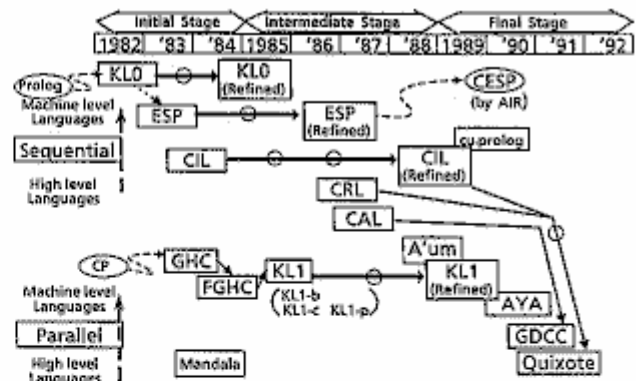 Initial Stage Intermediate Stage Final Stage
1982 '83 '84 1985 '86 '87 '88 1989 '90 '91 '92
Prolog KL0 KL0 (Refined) CESP (by AIR)
Machine level Languages
ESP ESP (Refined)
cu-prolog
Sequential CIL CIL (Refined)
High level Languages
CRL
CAL
CP GHC A'um
FGHC KL1 KL1 (Refined)
Machine level Languages
(KL1-b KL1-c KL1-p)
AYA
Parallel GDCC
High level Languages
Mandala Quixote